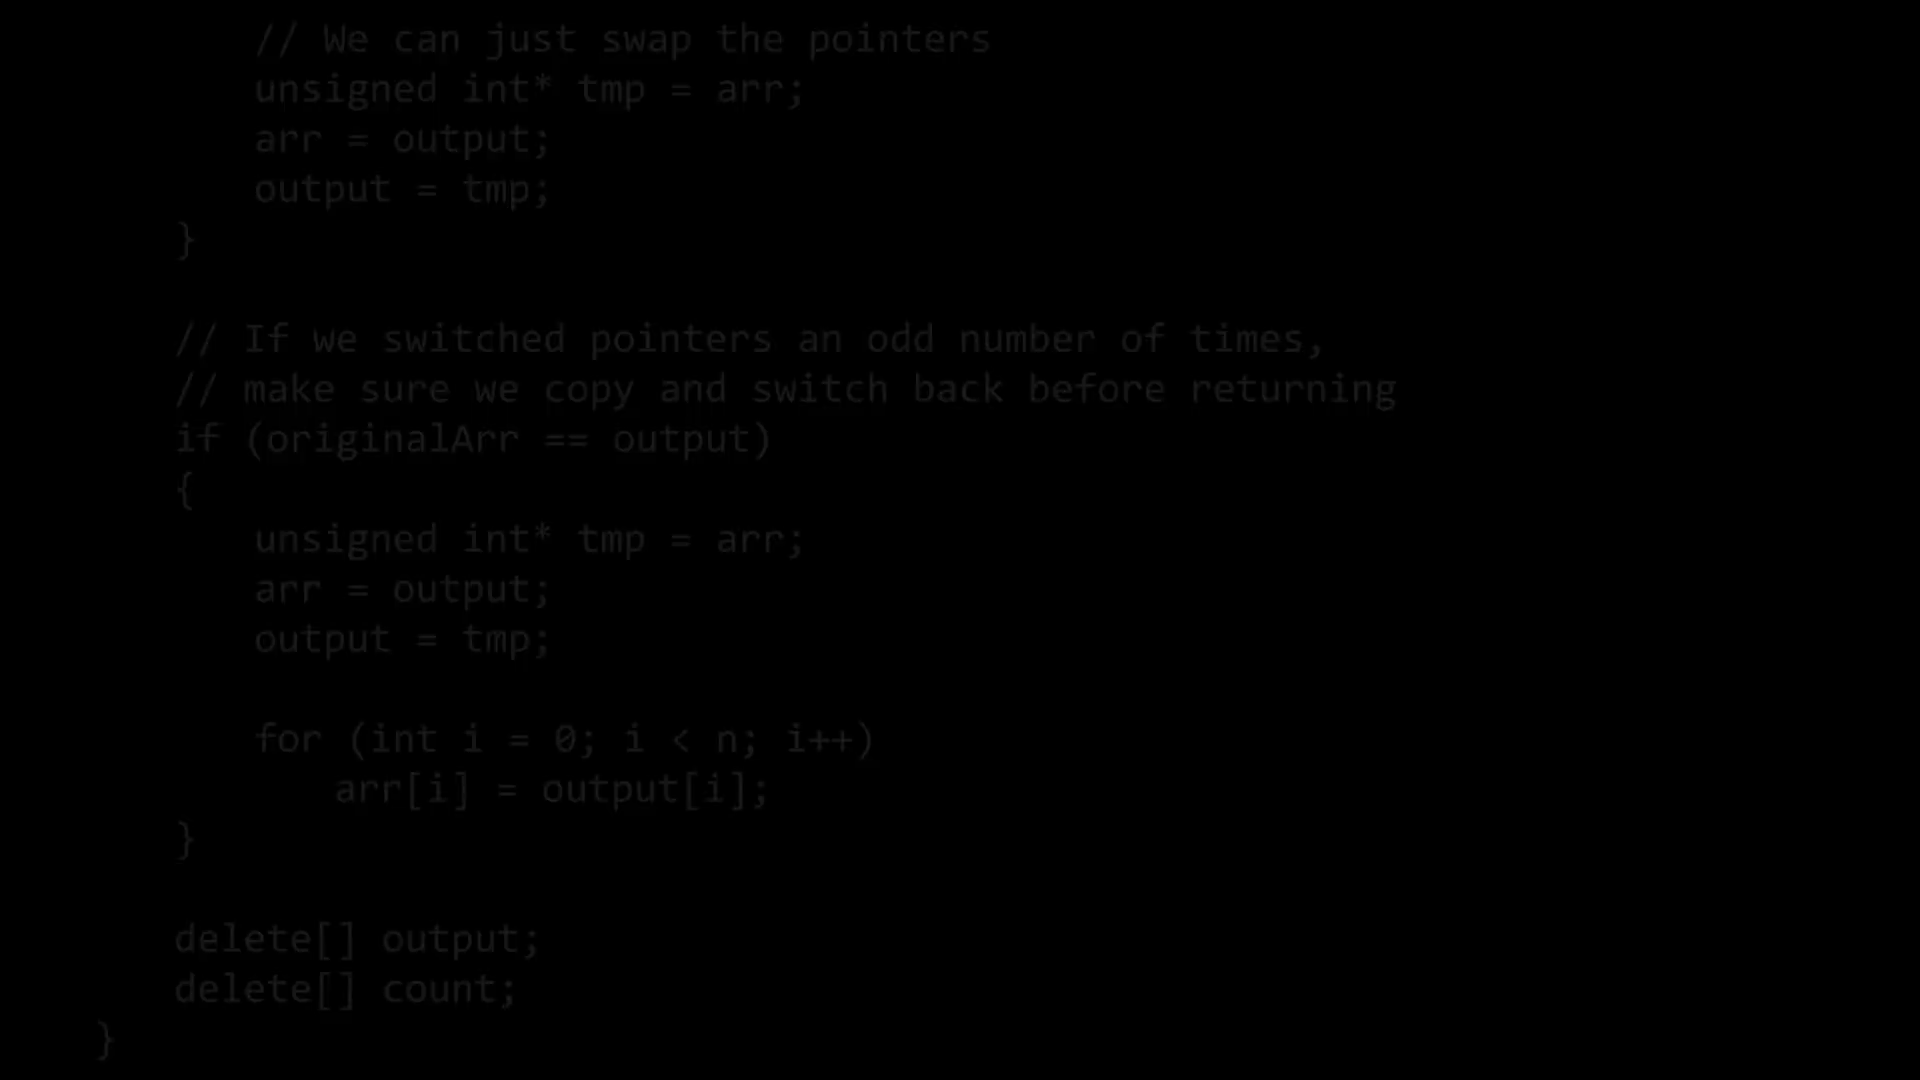 // We can just swap the pointers
unsigned int* tmp = arr;
arr = output;
output = tmp;
}
// If we switched pointers an odd number of times,
// make sure we copy and switch back before returning
if (originalArr == output)
{
unsigned int* tmp = arr;
arr = output;
output = tmp;
for (int i = 0; i < n; i++)
arr[i] = output[i];
}
delete[] output;
delete[] count;
}